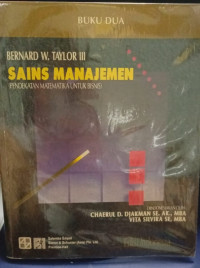 BUKU DUA
BERNARD W. TAYLOR III
SAINS MANAJEMEN
(PENDEKATAN MATEMATIKA UNTUK BISNIS)
CHAERUL D. DJAKMAN SE. AK., MBA
VITA SILVIRA SE, MBA